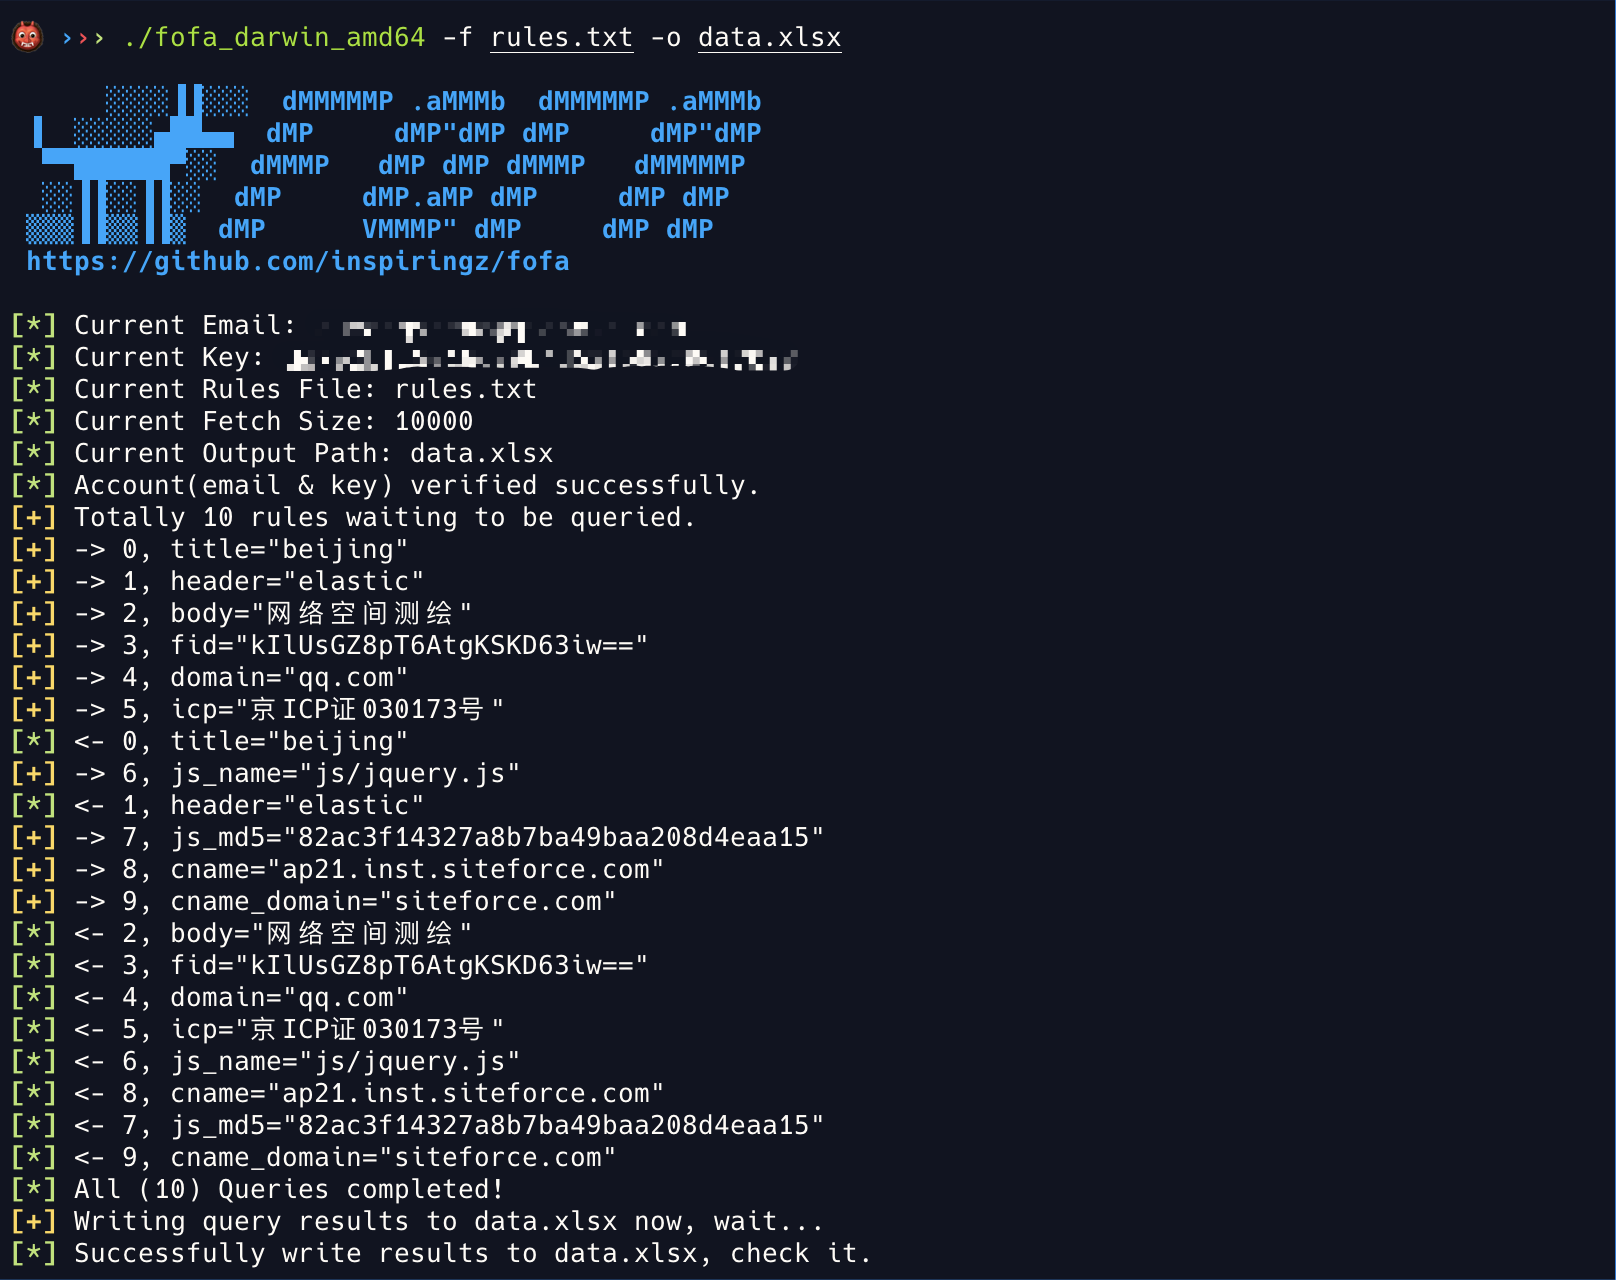 ››› ./fofa_darwin_amd64 -f rules.txt -o data.xlsx
dMMMMMP .aMMMb  dMMMMMP .aMMMb
dMP     dMP"dMP dMP     dMP"dMP
dMMMP   dMP dMP dMMMP   dMMMMMP
dMP     dMP.aMP dMP     dMP dMP
dMP      VMMMP" dMP     dMP dMP
https://github.com/inspiringz/fofa
[*] Current Email:
[*] Current Key:
[*] Current Rules File: rules.txt
[*] Current Fetch Size: 10000
[*] Current Output Path: data.xlsx
[*] Account(email & key) verified successfully.
[+] Totally 10 rules waiting to be queried.
[+] -> 0, title="beijing"
[+] -> 1, header="elastic"
[+] -> 2, body="网络空间测绘"
[+] -> 3, fid="kIlUsGZ8pT6AtgKSKD63iw=="
[+] -> 4, domain="qq.com"
[+] -> 5, icp="京ICP证030173号"
[*] <- 0, title="beijing"
[+] -> 6, js_name="js/jquery.js"
[*] <- 1, header="elastic"
[+] -> 7, js_md5="82ac3f14327a8b7ba49baa208d4eaa15"
[+] -> 8, cname="ap21.inst.siteforce.com"
[+] -> 9, cname_domain="siteforce.com"
[*] <- 2, body="网络空间测绘"
[*] <- 3, fid="kIlUsGZ8pT6AtgKSKD63iw=="
[*] <- 4, domain="qq.com"
[*] <- 5, icp="京ICP证030173号"
[*] <- 6, js_name="js/jquery.js"
[*] <- 8, cname="ap21.inst.siteforce.com"
[*] <- 7, js_md5="82ac3f14327a8b7ba49baa208d4eaa15"
[*] <- 9, cname_domain="siteforce.com"
[*] All (10) Queries completed!
[+] Writing query results to data.xlsx now, wait...
[*] Successfully write results to data.xlsx, check it.